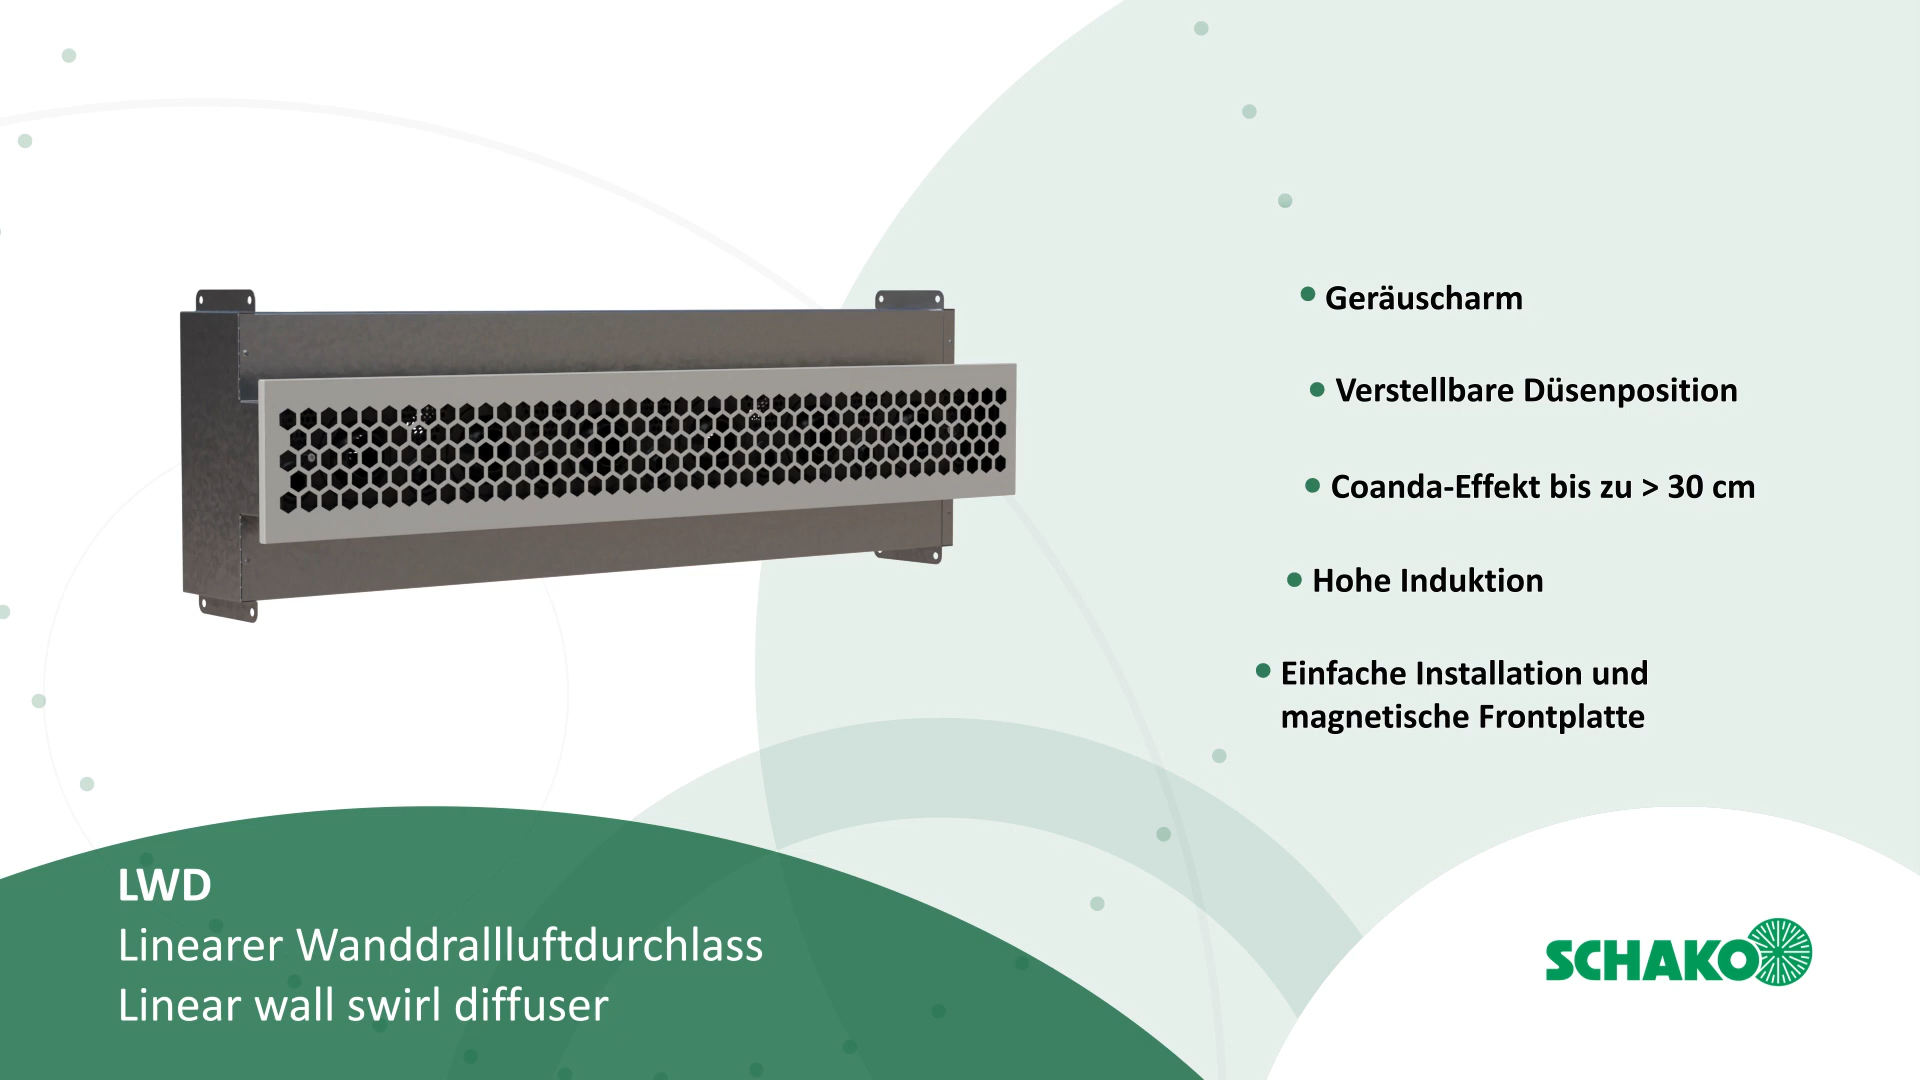 Geräuscharm
Verstellbare Düsenposition
Coanda-Effekt bis zu > 30 cm
Hohe Induktion
Einfache Installation und
magnetische Frontplatte
LWD
Linearer Wanddrallluftdurchlass
Linear wall swirl diffuser
SCHAKO